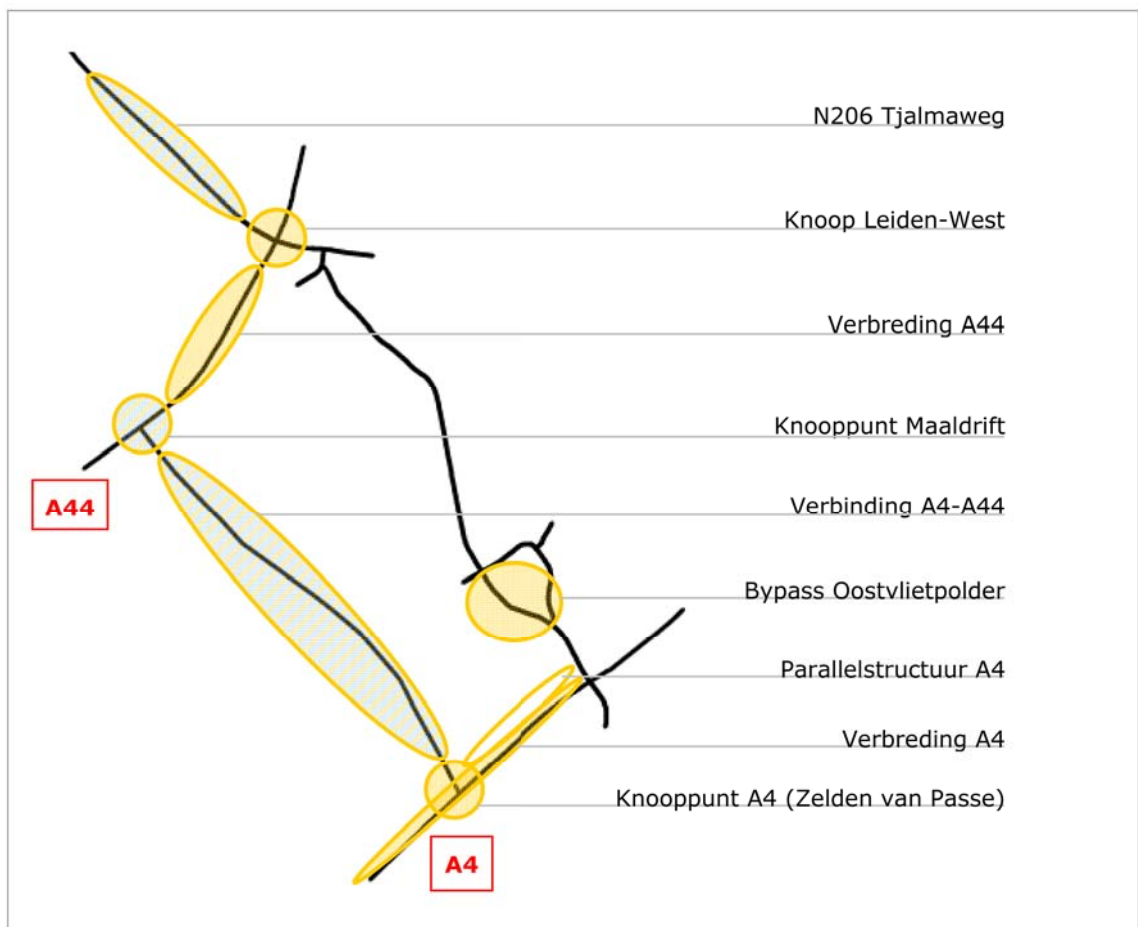 N206 Tjalmaweg
Knoop Leiden-West
Verbreding A44
Knooppunt Maaldrift
A44
Verbinding A4-A44
Bypass Oostvlietpolder
Parallelstructuur A4
Verbreding A4
Knooppunt A4 (Zelden van Passe)
A4